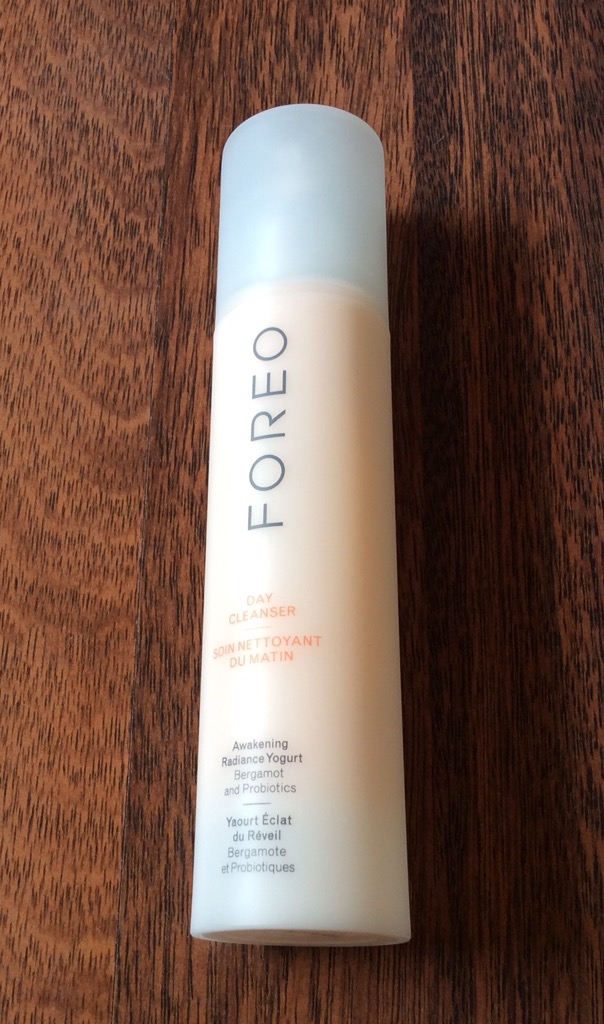 FOREO
DAY
CLEANSER
SOIN NETTOYANT
DU MATIN
Awakening
Radiance Yogurt
Bergamot
and Probiotics
Yaourt Éclat
du Réveil
Bergamote
et Probiotiques